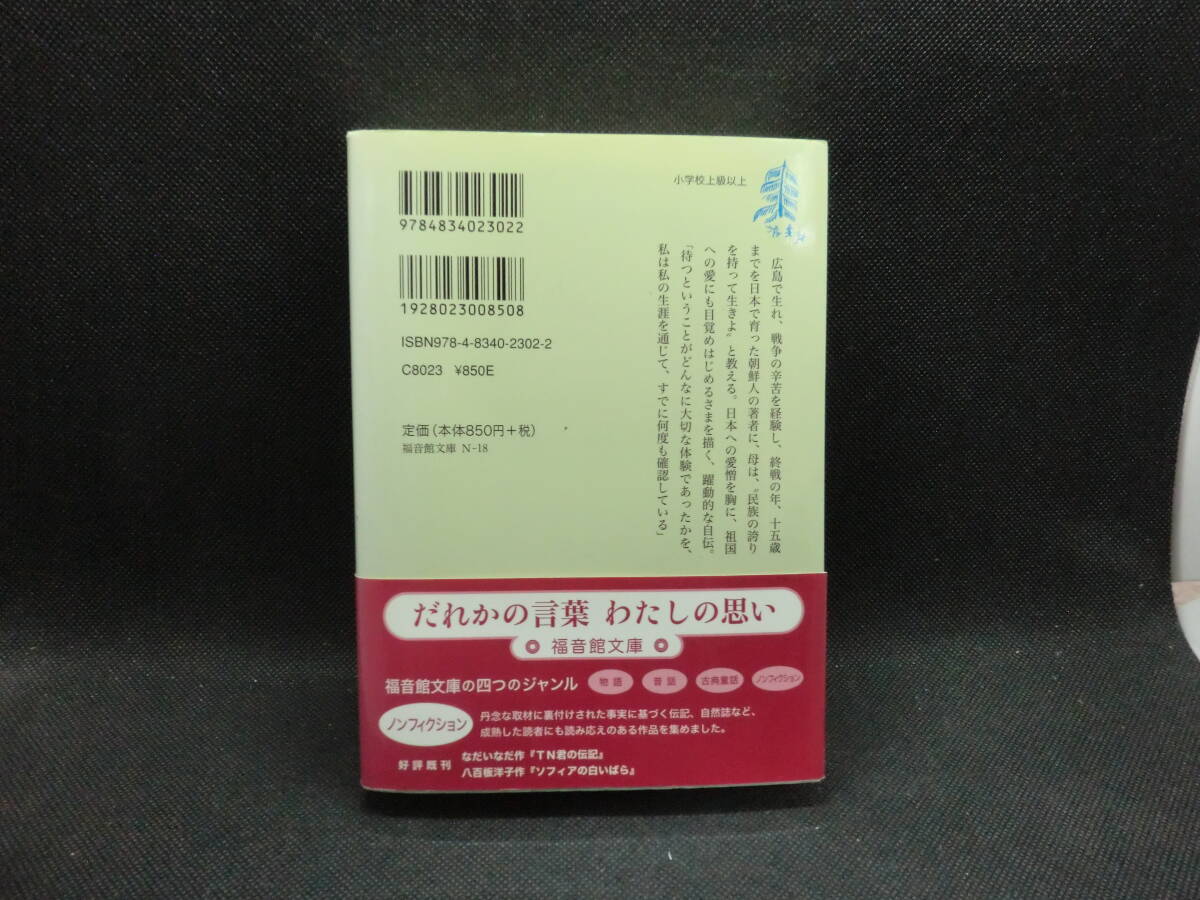 9784834023022
1928023008508
ISBN978-4-8340-2302-2
C8023 ¥850E
定価（本体850円＋税）
福音館文庫 N-18
小学校上級以上
広島で生れ、戦争の辛苦を経験し、終戦の年、十五歳
までを日本で育った朝鮮人の著者に、母は、〝民族の誇り
を持って生きよ〟と教える。日本への愛憎を胸に、祖国
への愛にも目覚めはじめるさまを描く、躍動的な自伝。
「待つということがどんなに大切な体験であったかを、
私は私の生涯を通じて、すでに何度も確認している」
だれかの言葉 わたしの思い
福音館文庫
福音館文庫の四つのジャンル 物語 昔話 古典童話 ノンフィクション
ノンフィクション
丹念な取材に裏付けされた事実に基づく伝記、自然誌など、
成熟した読者にも読み応えのある作品を集めました。
好評既刊
なだいなだ作『ＴＮ君の伝記』
八百板洋子作『ソフィアの白いばら』